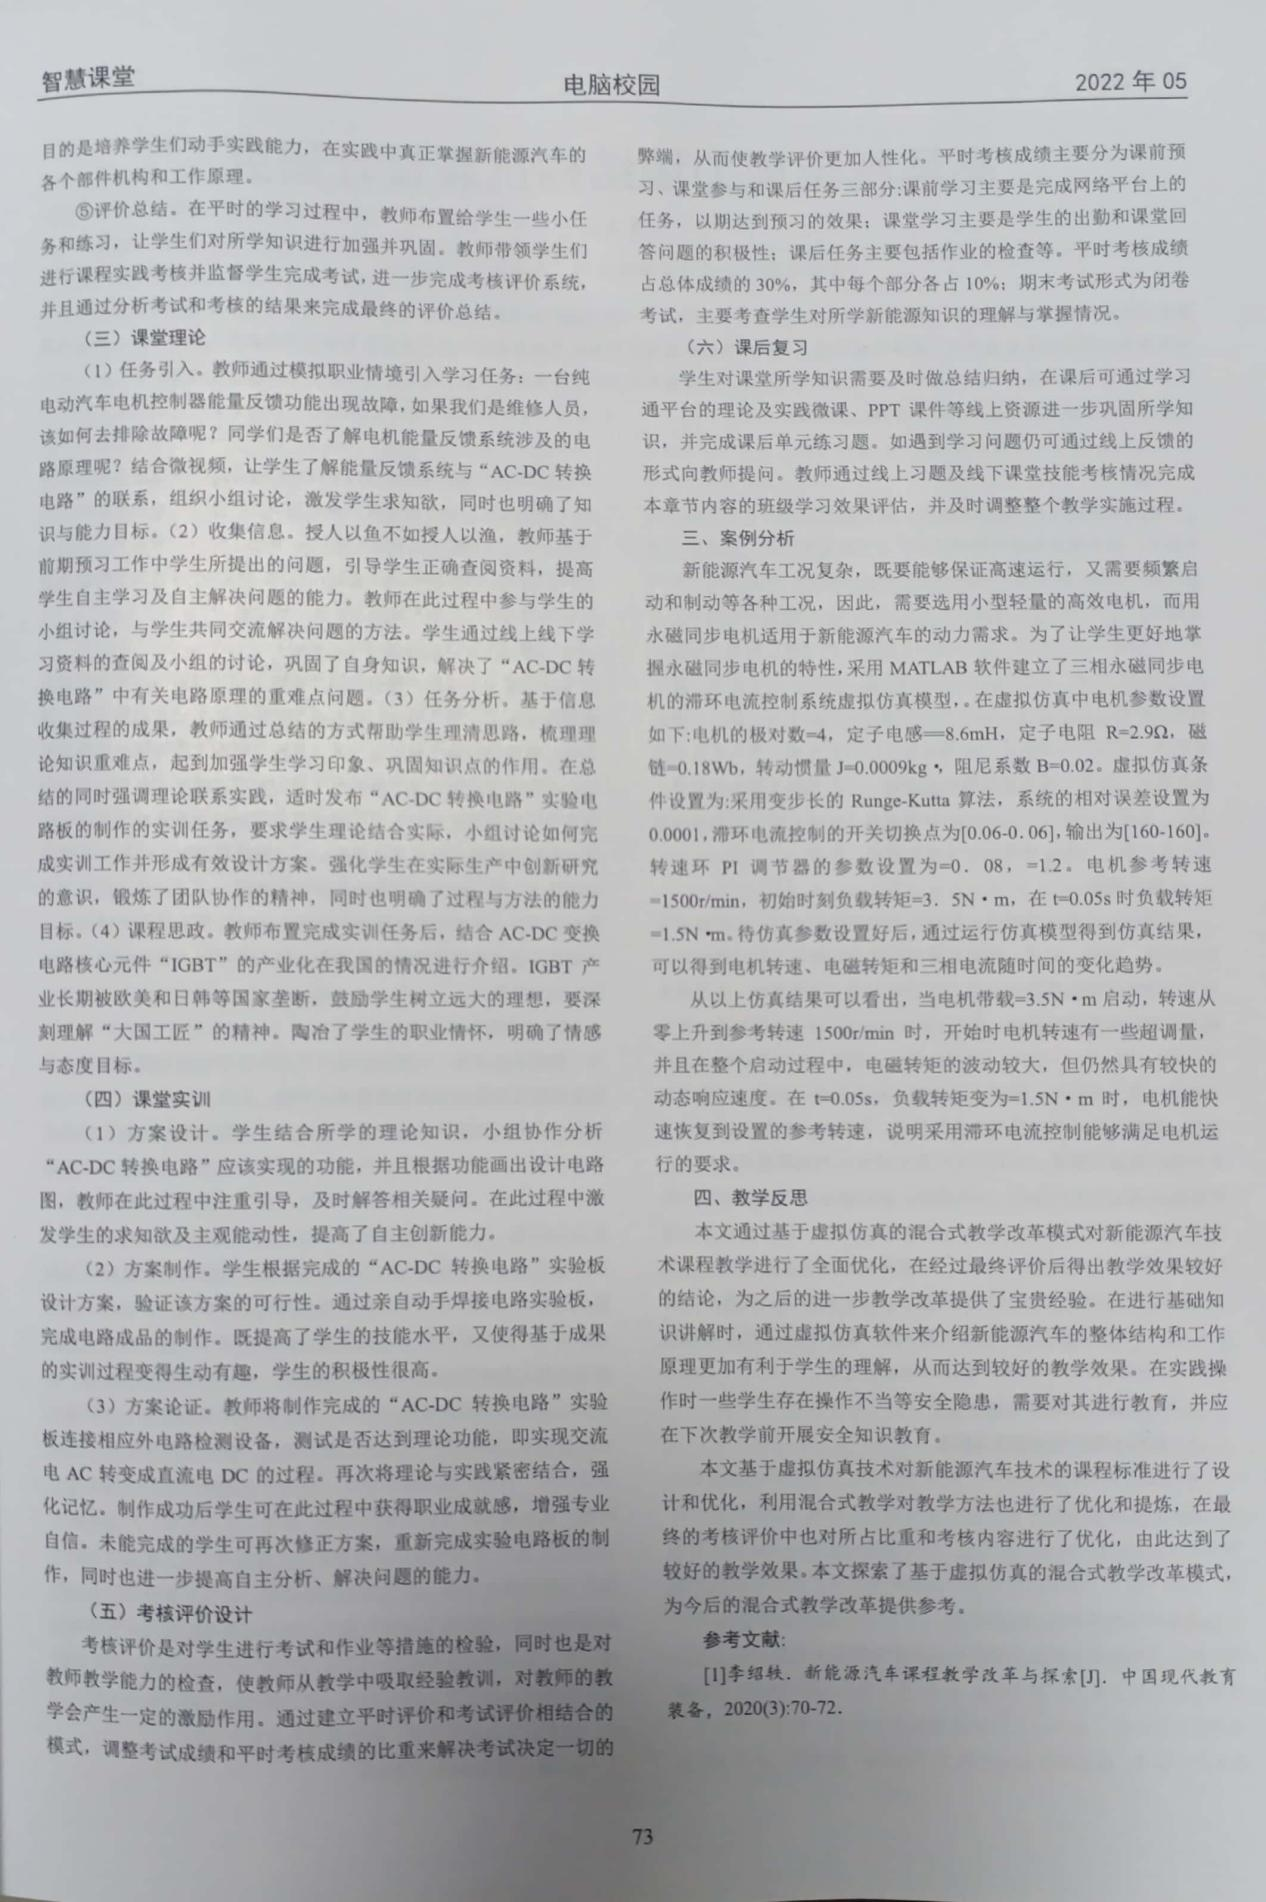 智慧课堂
电脑校园
2022 年 05
目的是培养学生们动手实践能力，在实践中真正掌握新能源汽车的
各个部件机构和工作原理。
⑤评价总结。在平时的学习过程中，教师布置给学生一些小任
务和练习，让学生们对所学知识进行加强并巩固。教师带领学生们
进行课程实践考核并监督学生完成考试，进一步完成考核评价系统，
并且通过分析考试和考核的结果来完成最终的评价总结。
（三）课堂理论
（1）任务引入。教师通过模拟职业情境引入学习任务：一台纯
电动汽车电机控制器能量反馈功能出现故障，如果我们是维修人员，
该如何去排除故障呢？同学们是否了解电机能量反馈系统涉及的电
路原理呢？结合微视频，让学生了解能量反馈系统与“AC-DC 转换
电路”的联系，组织小组讨论，激发学生求知欲，同时也明确了知
识与能力目标。（2）收集信息。授人以鱼不如授人以渔，教师基于
前期预习工作中学生所提出的问题，引导学生正确查阅资料，提高
学生自主学习及自主解决问题的能力。教师在此过程中参与学生的
小组讨论，与学生共同交流解决问题的方法。学生通过线上线下学
习资料的查阅及小组的讨论，巩固了自身知识，解决了“AC-DC 转
换电路”中有关电路原理的重难点问题。（3）任务分析。基于信息
收集过程的成果，教师通过总结的方式帮助学生理清思路，梳理理
论知识重难点，起到加强学生学习印象、巩固知识点的作用。在总
结的同时强调理论联系实践，适时发布“AC-DC 转换电路”实验电
路板的制作的实训任务，要求学生理论结合实际，小组讨论如何完
成实训工作并形成有效设计方案。强化学生在实际生产中创新研究
的意识，锻炼了团队协作的精神，同时也明确了过程与方法的能力
目标。（4）课程思政。教师布置完成实训任务后，结合 AC-DC 变换
电路核心元件“IGBT”的产业化在我国的情况进行介绍。IGBT 产
业长期被欧美和日韩等国家垄断，鼓励学生树立远大的理想，要深
刻理解“大国工匠”的精神。陶冶了学生的职业情怀，明确了情感
与态度目标。
（四）课堂实训
（1）方案设计。学生结合所学的理论知识，小组协作分析
“AC-DC 转换电路”应该实现的功能，并且根据功能画出设计电路
图，教师在此过程中注重引导，及时解答相关疑问。在此过程中激
发学生的求知欲及主观能动性，提高了自主创新能力。
（2）方案制作。学生根据完成的“AC-DC 转换电路”实验板
设计方案，验证该方案的可行性。通过亲自动手焊接电路实验板，
完成电路成品的制作。既提高了学生的技能水平，又使得基于成果
的实训过程变得生动有趣，学生的积极性很高。
（3）方案论证。教师将制作完成的“AC-DC 转换电路”实验
板连接相应外电路检测设备，测试是否达到理论功能，即实现交流
电 AC 转变成直流电 DC 的过程。再次将理论与实践紧密结合，强
化记忆。制作成功后学生可在此过程中获得职业成就感，增强专业
自信。未能完成的学生可再次修正方案，重新完成实验电路板的制
作，同时也进一步提高自主分析、解决问题的能力。
（五）考核评价设计
考核评价是对学生进行考试和作业等措施的检验，同时也是对
教师教学能力的检查，使教师从教学中吸取经验教训，对教师的教
学会产生一定的激励作用。通过建立平时评价和考试评价相结合的
模式，调整考试成绩和平时考核成绩的比重来解决考试决定一切的
弊端，从而使教学评价更加人性化。平时考核成绩主要分为课前预
习、课堂参与和课后任务三部分:课前学习主要是完成网络平台上的
任务，以期达到预习的效果；课堂学习主要是学生的出勤和课堂回
答问题的积极性；课后任务主要包括作业的检查等。平时考核成绩
占总体成绩的 30%，其中每个部分各占 10%；期末考试形式为闭卷
考试，主要考查学生对所学新能源知识的理解与掌握情况。
（六）课后复习
学生对课堂所学知识需要及时做总结归纳，在课后可通过学习
通平台的理论及实践微课、PPT 课件等线上资源进一步巩固所学知
识，并完成课后单元练习题。如遇到学习问题仍可通过线上反馈的
形式向教师提问。教师通过线上习题及线下课堂技能考核情况完成
本章节内容的班级学习效果评估，并及时调整整个教学实施过程。
三、案例分析
新能源汽车工况复杂，既要能够保证高速运行，又需要频繁启
动和制动等各种工况，因此，需要选用小型轻量的高效电机，而用
永磁同步电机适用于新能源汽车的动力需求。为了让学生更好地掌
握永磁同步电机的特性，采用 MATLAB 软件建立了三相永磁同步电
机的滞环电流控制系统虚拟仿真模型，。在虚拟仿真中电机参数设置
如下:电机的极对数=4，定子电感==8.6mH，定子电阻 R=2.9Ω，磁
链=0.18Wb，转动惯量 J=0.0009kg •，阻尼系数 B=0.02。虚拟仿真条
件设置为:采用变步长的 Runge-Kutta 算法，系统的相对误差设置为
0.0001，滞环电流控制的开关切换点为[0.06-0. 06]，输出为[160-160]。
转速环 PI 调节器的参数设置为=0. 08，=1.2。电机参考转速
=1500r/min，初始时刻负载转矩=3. 5N·m，在 t=0.05s 时负载转矩
=1.5N •m。待仿真参数设置好后，通过运行仿真模型得到仿真结果，
可以得到电机转速、电磁转矩和三相电流随时间的变化趋势。
从以上仿真结果可以看出，当电机带载=3.5N·m 启动，转速从
零上升到参考转速 1500r/min 时，开始时电机转速有一些超调量，
并且在整个启动过程中，电磁转矩的波动较大，但仍然具有较快的
动态响应速度。在 t=0.05s，负载转矩变为=1.5N·m 时，电机能快
速恢复到设置的参考转速，说明采用滞环电流控制能够满足电机运
行的要求。
四、教学反思
本文通过基于虚拟仿真的混合式教学改革模式对新能源汽车技
术课程教学进行了全面优化，在经过最终评价后得出教学效果较好
的结论，为之后的进一步教学改革提供了宝贵经验。在进行基础知
识讲解时，通过虚拟仿真软件来介绍新能源汽车的整体结构和工作
原理更加有利于学生的理解，从而达到较好的教学效果。在实践操
作时一些学生存在操作不当等安全隐患，需要对其进行教育，并应
在下次教学前开展安全知识教育。
本文基于虚拟仿真技术对新能源汽车技术的课程标准进行了设
计和优化，利用混合式教学对教学方法也进行了优化和提炼，在最
终的考核评价中也对所占比重和考核内容进行了优化，由此达到了
较好的教学效果。本文探索了基于虚拟仿真的混合式教学改革模式，
为今后的混合式教学改革提供参考。
参考文献:
[1]李绍轶．新能源汽车课程教学改革与探索[J]．中国现代教育
装备，2020(3):70-72．
73